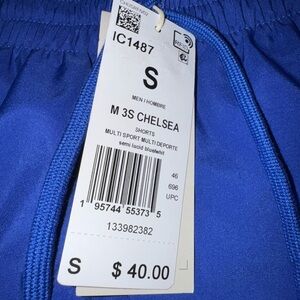 IC1487
S
MEN / HOMBRE
M 3S CHELSEA
SHORTS
MULTI SPORT MULTI DEPORTE
semi lucid blue/wht
46
696
UPC
1 95744 55373 5
133982382
S $ 40.00